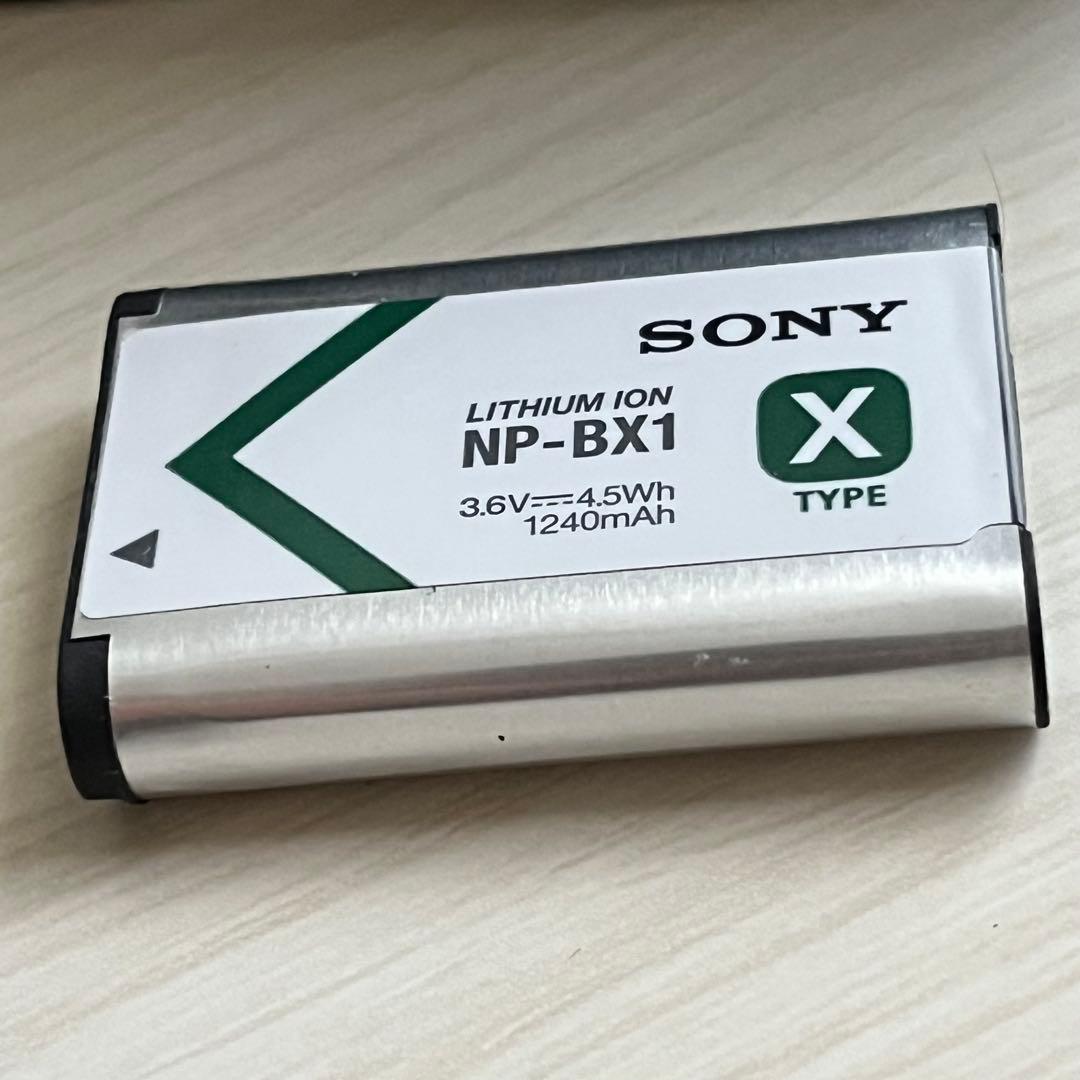 SONY
LITHIUM ION
NP-BX1
3.6V⎓4.5Wh
1240mAh
X
TYPE